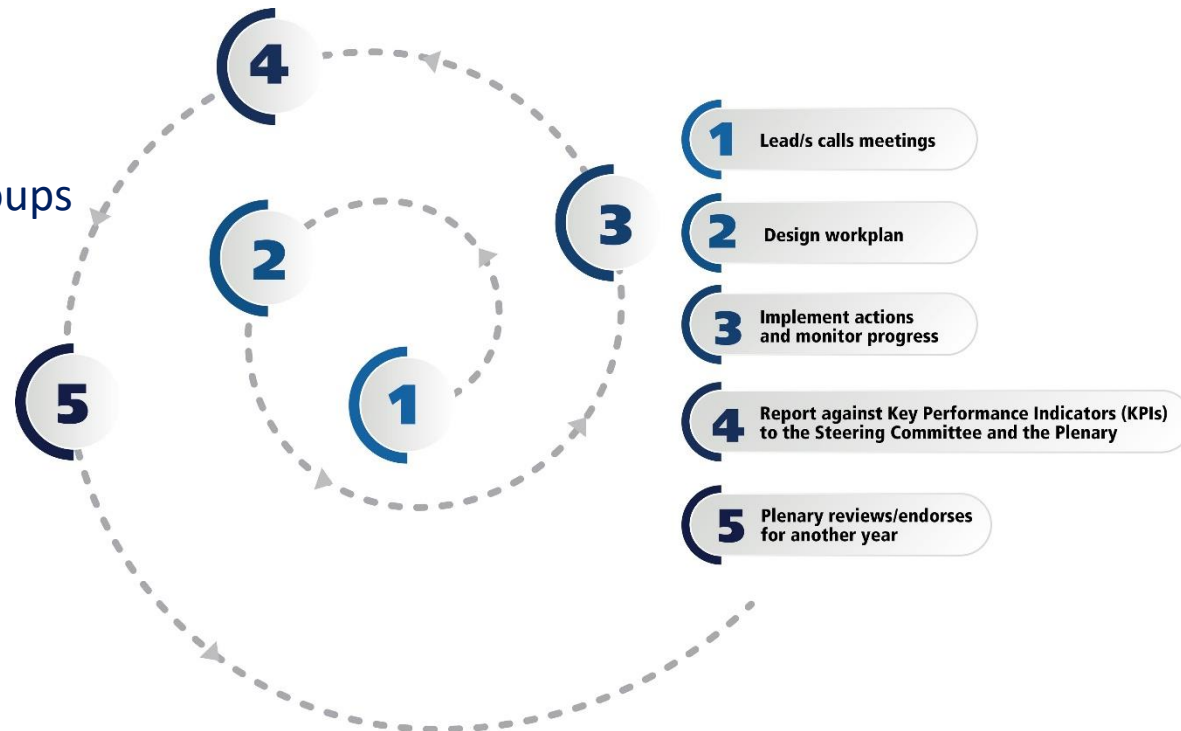 4
oups
3
2
5
1
1 Lead/s calls meetings
2 Design workplan
3 Implement actions
and monitor progress
4 Report against Key Performance Indicators (KPIs)
to the Steering Committee and the Plenary
5 Plenary reviews/endorses
for another year